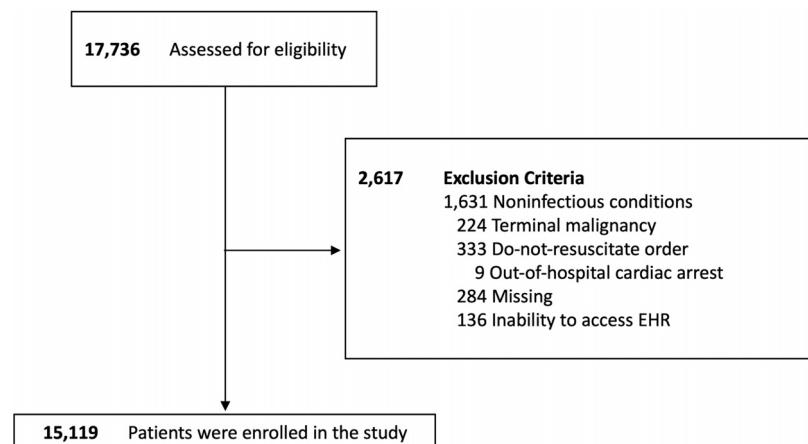 17,736 Assessed for eligibility
2,617 Exclusion Criteria
1,631 Noninfectious conditions
224 Terminal malignancy
333 Do-not-resuscitate order
9 Out-of-hospital cardiac arrest
284 Missing
136 Inability to access EHR
15,119 Patients were enrolled in the study